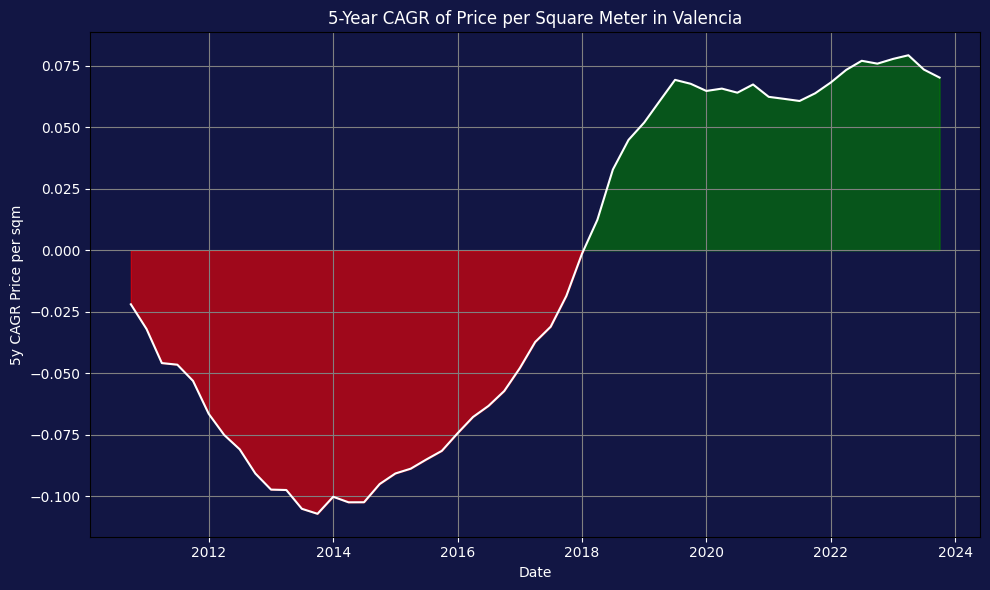 5-Year CAGR of Price per Square Meter in Valencia
5y CAGR Price per sqm
0.075
0.050
0.025
0.000
−0.025
−0.050
−0.075
−0.100
2012 2014 2016 2018 2020 2022 2024
Date